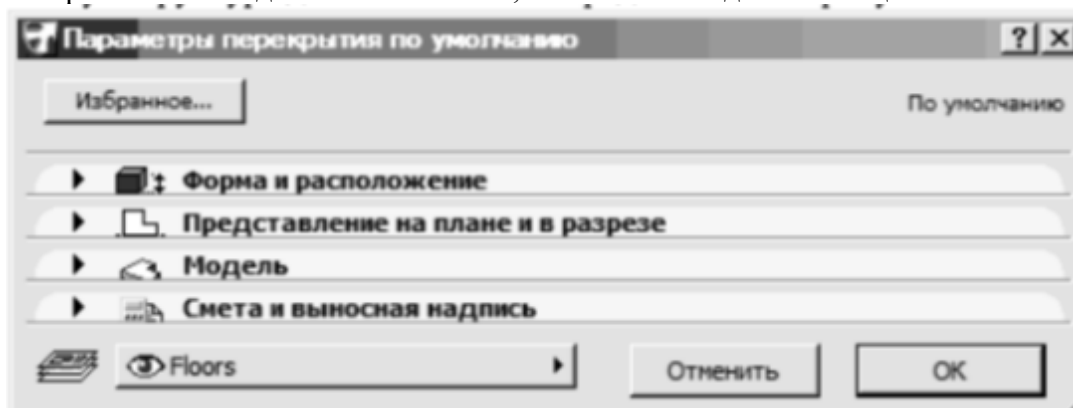 Параметры перекрытия по умолчанию ? ×
Избранное... По умолчанию
Форма и расположение
Представление на плане и в разрезе
Модель
Смета и выносная надпись
Floors Отменить OK